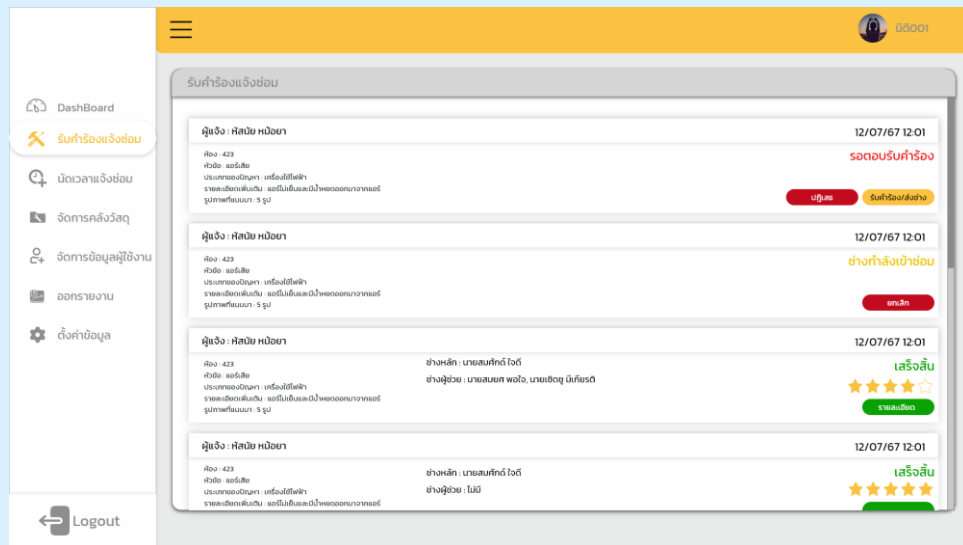 นิติ001
DashBoard
รับคำร้องแจ้งซ่อม
นัดเวลาแจ้งซ่อม
จัดการคลังวัสดุ
จัดการข้อมูลผู้ใช้งาน
ออกรายงาน
ตั้งค่าข้อมูล
Logout
รับคำร้องแจ้งซ่อม
ผู้แจ้ง : หัสนัย หม้อยา
12/07/67 12:01
ห้อง : 423
หัวข้อ : แอร์เสีย
ประเภทของปัญหา : เครื่องใช้ไฟฟ้า
รายละเอียดเพิ่มเติม : แอร์ไม่เย็นและมีน้ำหยดออกมาจากแอร์
รูปภาพที่แนบมา : 5 รูป
รอตอบรับคำร้อง
ปฎิเสธ
รับคำร้อง/ส่งช่าง
ผู้แจ้ง : หัสนัย หม้อยา
12/07/67 12:01
ห้อง : 423
หัวข้อ : แอร์เสีย
ประเภทของปัญหา : เครื่องใช้ไฟฟ้า
รายละเอียดเพิ่มเติม : แอร์ไม่เย็นและมีน้ำหยดออกมาจากแอร์
รูปภาพที่แนบมา : 5 รูป
ช่างกำลังเข้าซ่อม
ยกเลิก
ผู้แจ้ง : หัสนัย หม้อยา
12/07/67 12:01
ห้อง : 423
หัวข้อ : แอร์เสีย
ประเภทของปัญหา : เครื่องใช้ไฟฟ้า
รายละเอียดเพิ่มเติม : แอร์ไม่เย็นและมีน้ำหยดออกมาจากแอร์
รูปภาพที่แนบมา : 5 รูป
ช่างหลัก : นายสมศักด์ ใจดี
ช่างผู้ช่วย : นายสมยศ พอใจ, นายเชิดชู มีเกียรติ
เสร็จสิ้น
รายละเอียด
ผู้แจ้ง : หัสนัย หม้อยา
12/07/67 12:01
ห้อง : 423
หัวข้อ : แอร์เสีย
ประเภทของปัญหา : เครื่องใช้ไฟฟ้า
รายละเอียดเพิ่มเติม : แอร์ไม่เย็นและมีน้ำหยดออกมาจากแอร์
ช่างหลัก : นายสมศักด์ ใจดี
ช่างผู้ช่วย : ไม่มี
เสร็จสิ้น